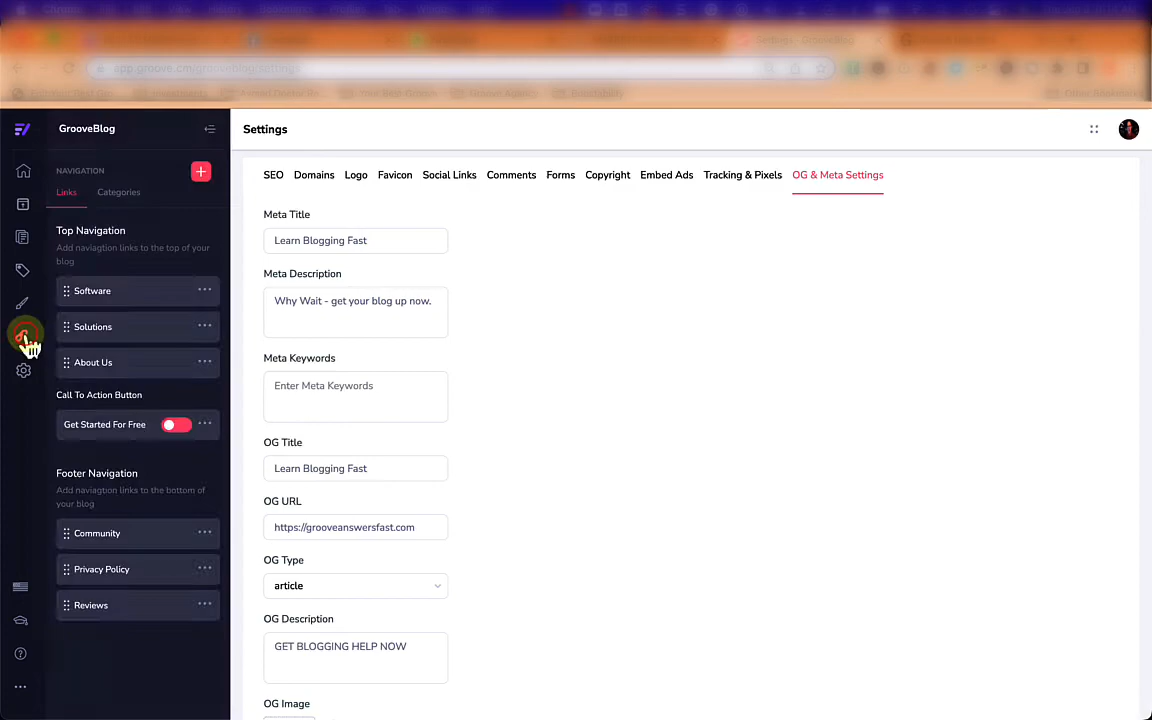 app.groove.cm/grooveblog/settings
GrooveBlog
Settings
NAVIGATION
Links
Categories
Top Navigation
Add naviagtion links to the top of your
blog
Software
Solutions
About Us
Call To Action Button
Get Started For Free
Footer Navigation
Add naviagtion links to the bottom of
your blog
Community
Privacy Policy
Reviews
SEO
Domains
Logo
Favicon
Social Links
Comments
Forms
Copyright
Embed Ads
Tracking & Pixels
OG & Meta Settings
Meta Title
Learn Blogging Fast
Meta Description
Why Wait - get your blog up now.
Meta Keywords
Enter Meta Keywords
OG Title
Learn Blogging Fast
OG URL
https://grooveanswersfast.com
OG Type
article
OG Description
GET BLOGGING HELP NOW
OG Image